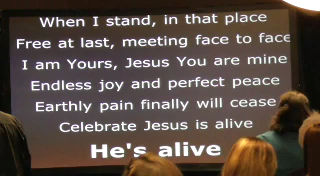 When I stand, in that place
Free at last, meeting face to face
I am Yours, Jesus You are mine
Endless joy and perfect peace
Earthly pain finally will cease
Celebrate Jesus is alive
He's alive